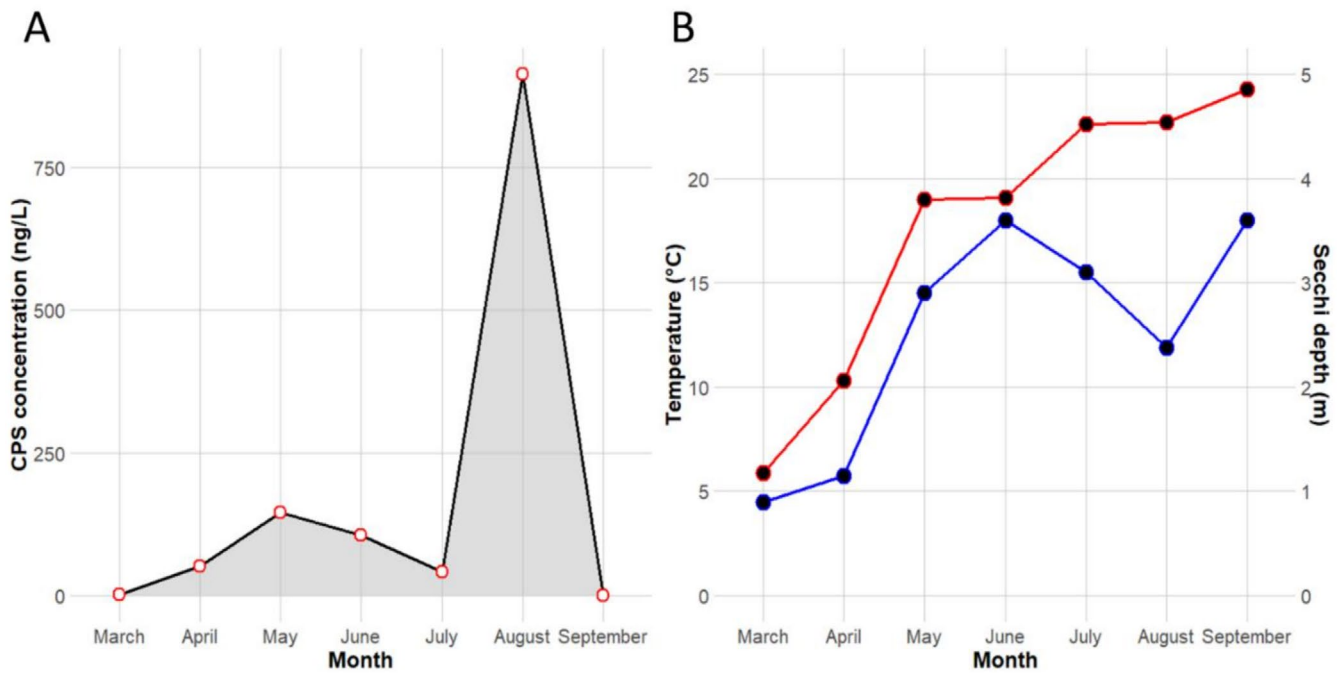 A
CPS concentration (ng/L)
750
500
250
0
March April May June July August September
Month
B
Temperature (°C)
25
20
15
10
5
0
5
4
3
2
1
0
Secchi depth (m)
March April May June July August September
Month